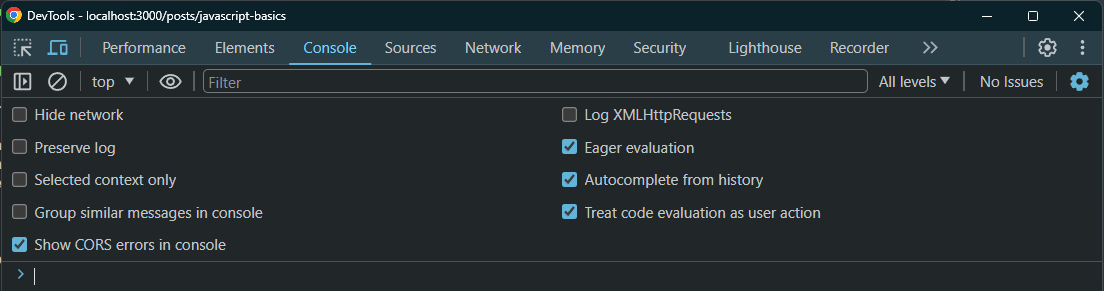 DevTools - localhost:3000/posts/javascript-basics
Performance Elements Console Sources Network Memory Security Lighthouse Recorder
top Filter All levels No Issues
Hide network Log XMLHttpRequests
Preserve log Eager evaluation
Selected context only Autocomplete from history
Group similar messages in console Treat code evaluation as user action
Show CORS errors in console